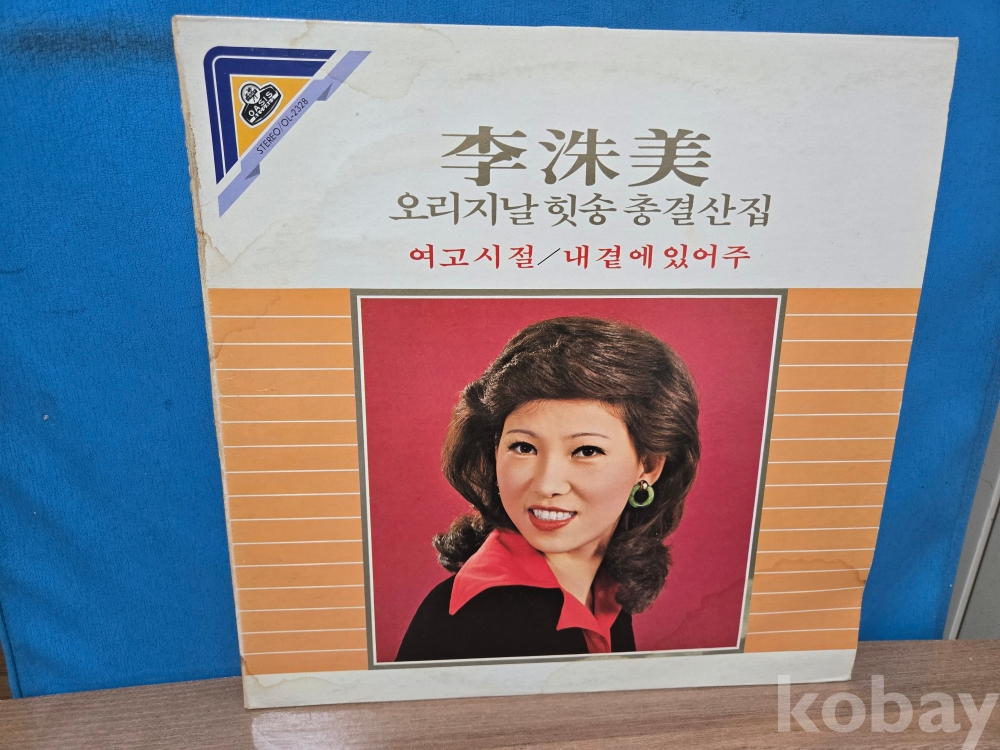 OASIS
STEREO/OL-2328
李洙美
오리지날 힛송 총결산집
여고시절/내곁에있어주
kobay